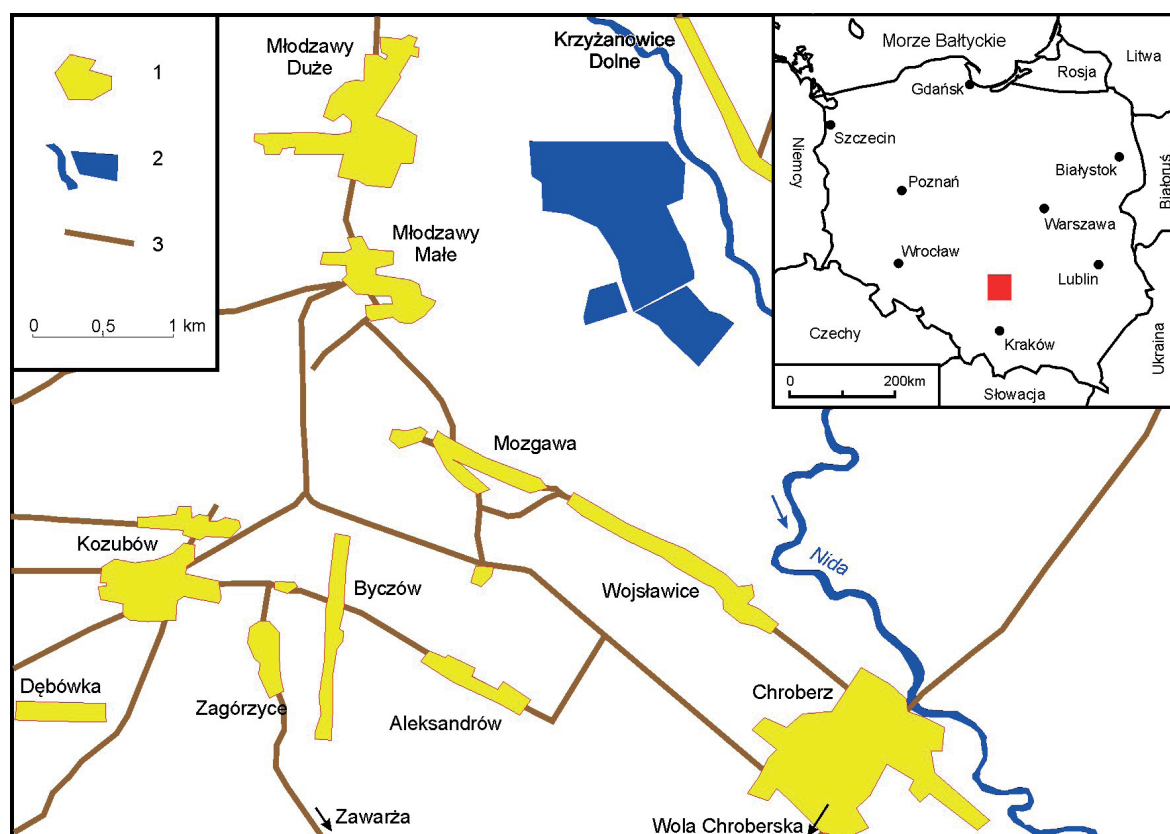 1
2
3
0
0,5
1 km
Młodzawy
Duże
Krzyżanowice
Dolne
Młodzawy
Małe
Mozgawa
Kozubów
Byczów
Wojsławice
Nida
Dębówka
Zagórzyce
Aleksandrów
Chroberz
Zawarża
Wola Chroberska
Morze Bałtyckie
Litwa
Rosja
Gdańsk
Szczecin
Niemcy
Białystok
Białoruś
Poznań
Warszawa
Wrocław
Lublin
Czechy
Kraków
Ukraina
Słowacja
0
200km